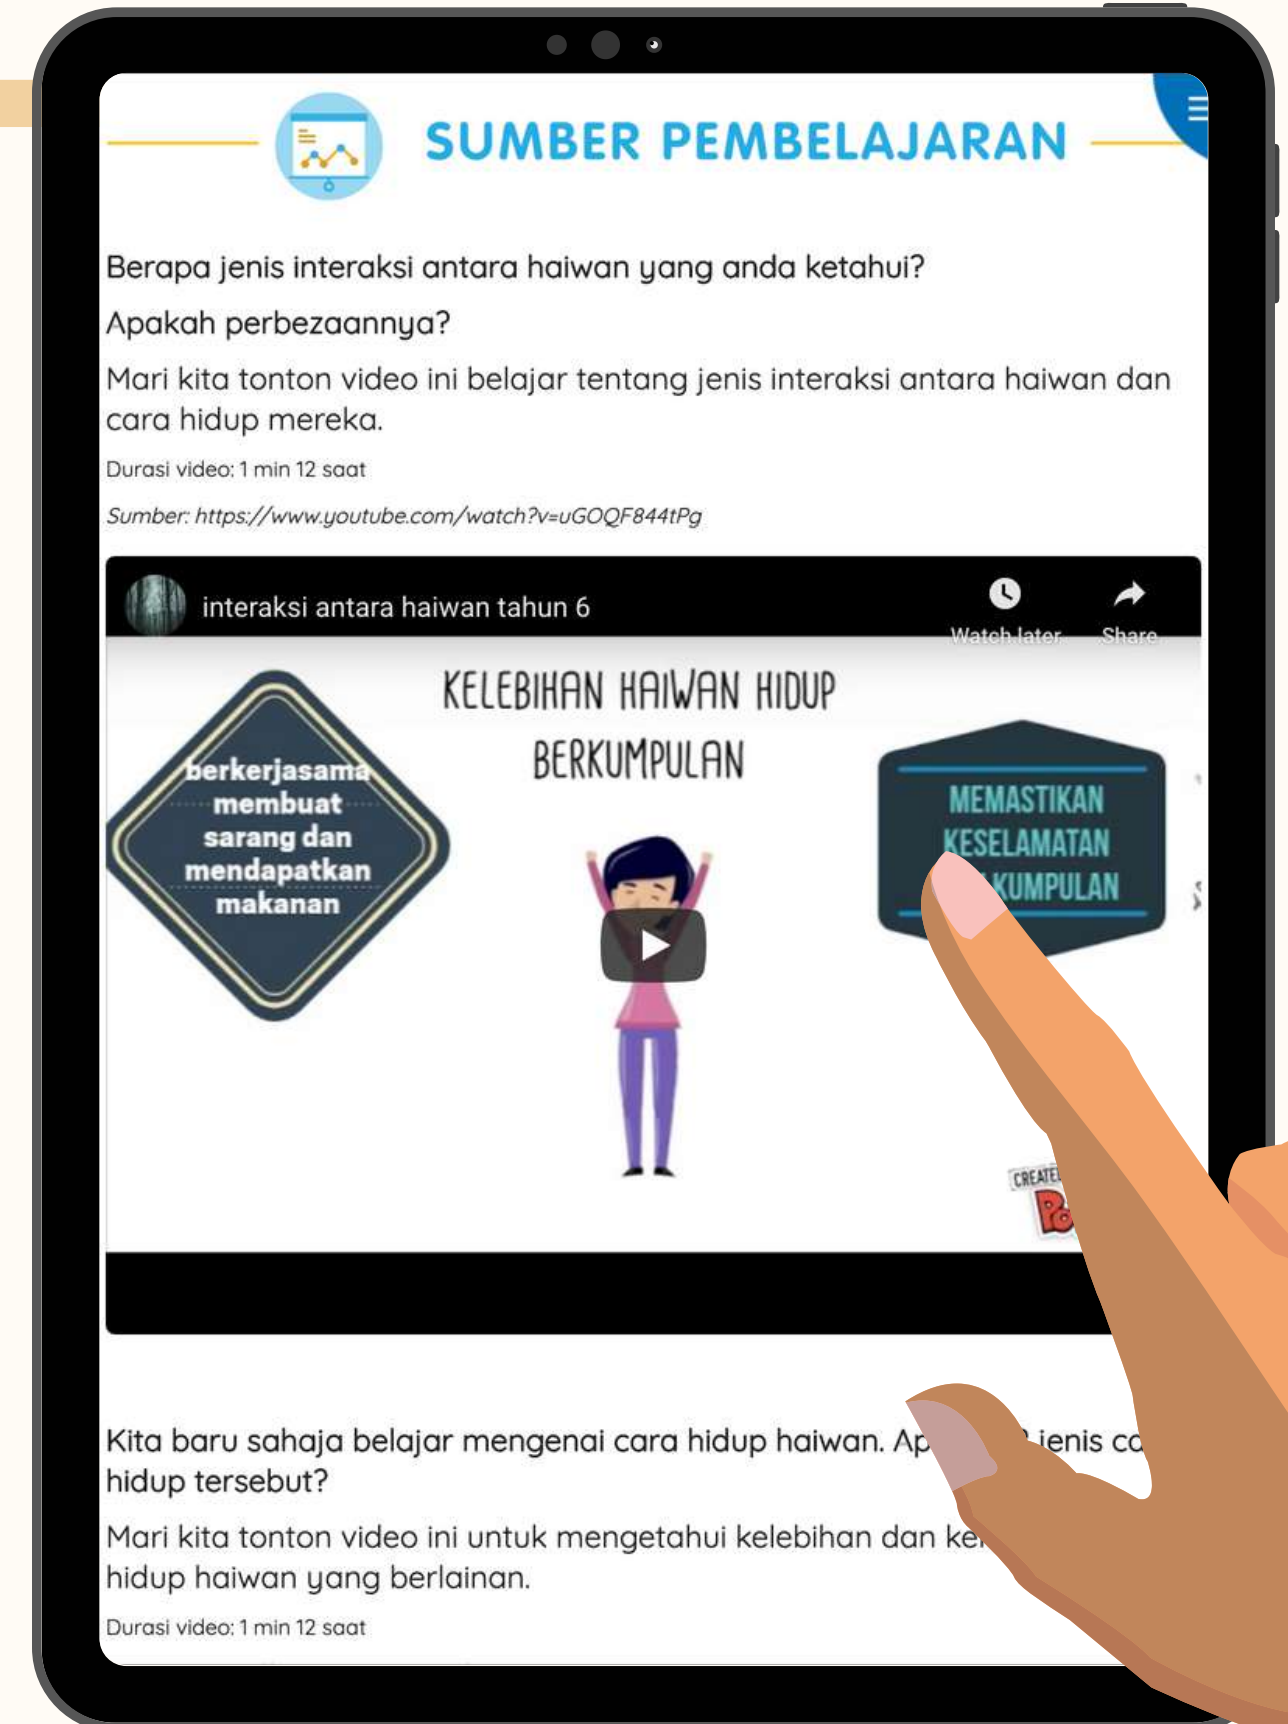 SUMBER PEMBELAJARAN
Berapa jenis interaksi antara haiwan yang anda ketahui?
Apakah perbezaannya?
Mari kita tonton video ini belajar tentang jenis interaksi antara haiwan dan
cara hidup mereka.
Durasi video: 1 min 12 saat
Sumber: https://www.youtube.com/watch?v=uGOQF844tPg
interaksi antara haiwan tahun 6
Watch later
Share
KELEBIHAN HAIWAN HIDUP
BERKUMPULAN
berkerjasama
membuat
sarang dan
mendapatkan
makanan
MEMASTIKAN
KESELAMATAN
KUMPULAN
Kita baru sahaja belajar mengenai cara hidup haiwan. jenis
hidup tersebut?
Mari kita tonton video ini untuk mengetahui kelebihan dan
hidup haiwan yang berlainan.
Durasi video: 1 min 12 saat